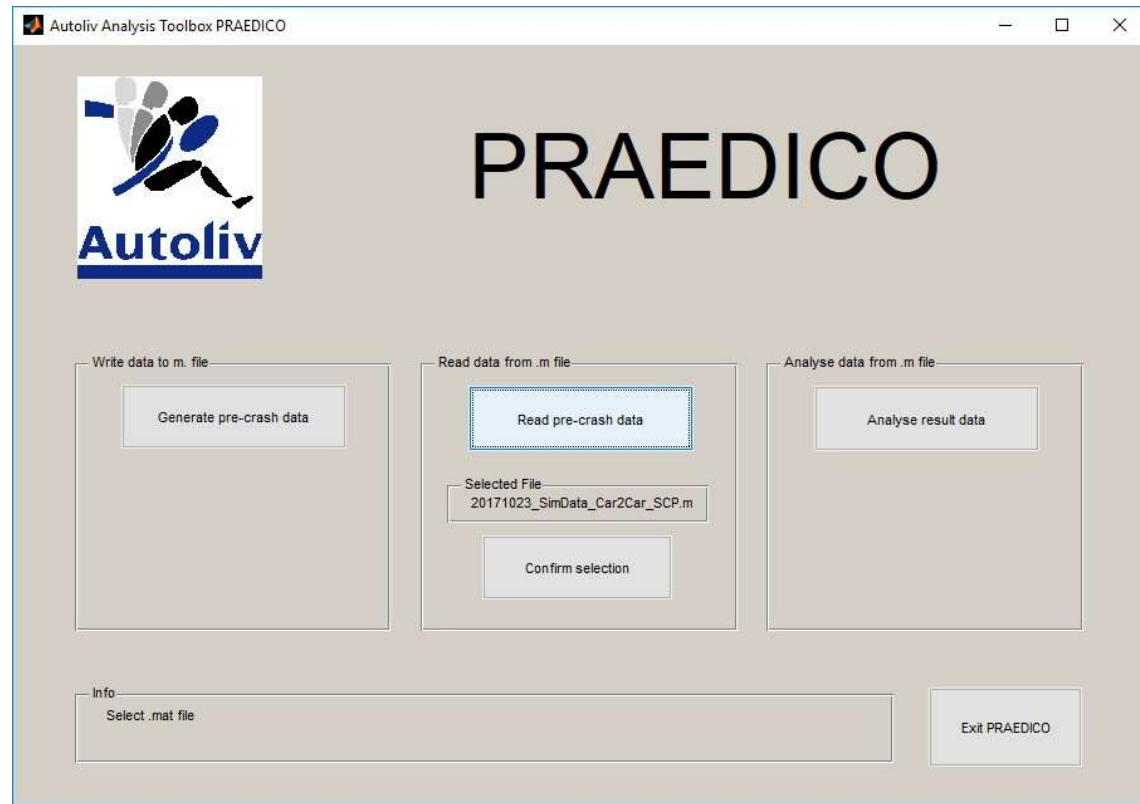 Autoliv Analysis Toolbox PRAEDICO
Autoliv
PRAEDICO
Write data to m. file
Generate pre-crash data
Read data from .m file
Read pre-crash data
Selected File
20171023_SimData_Car2Car_SCP.m
Confirm selection
Analyse data from .m file
Analyse result data
Info
Select .mat file
Exit PRAEDICO